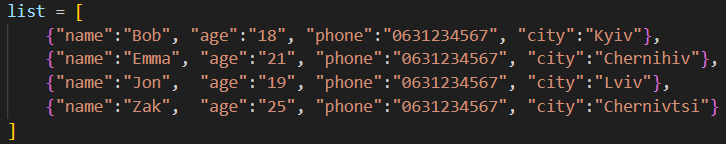 list = [
    {"name":"Bob", "age":"18", "phone":"0631234567", "city":"Kyiv"},
    {"name":"Emma", "age":"21", "phone":"0631234567", "city":"Chernihiv"},
    {"name":"Jon",  "age":"19", "phone":"0631234567", "city":"Lviv"},
    {"name":"Zak",  "age":"25", "phone":"0631234567", "city":"Chernivtsi"}
]